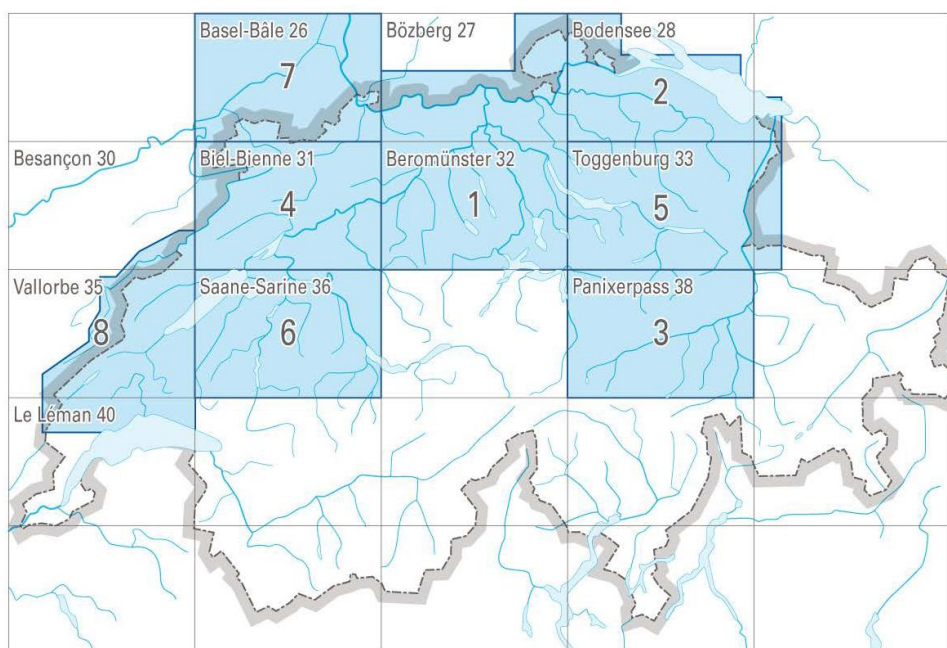 Basel-Bâle 26
Bözberg 27
Bodensee 28
7
2
Besançon 30
Biel-Bienne 31
Beromünster 32
Toggenburg 33
4
1
5
Vallorbe 35
Saane-Sarine 36
Panixerpass 38
8
6
3
Le Léman 40